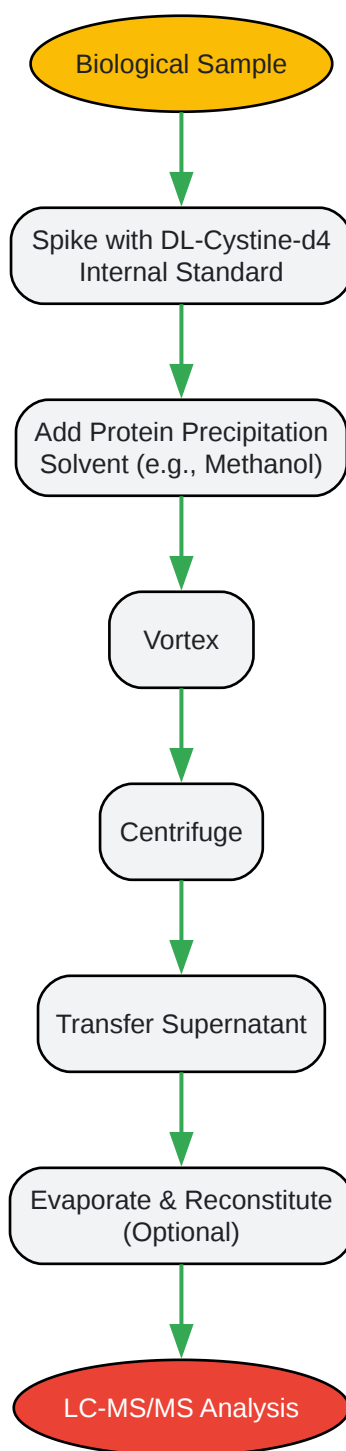 Biological Sample
Spike with DL-Cystine-d4
Internal Standard
Add Protein Precipitation
Solvent (e.g., Methanol)
Vortex
Centrifuge
Transfer Supernatant
Evaporate & Reconstitute
(Optional)
LC-MS/MS Analysis